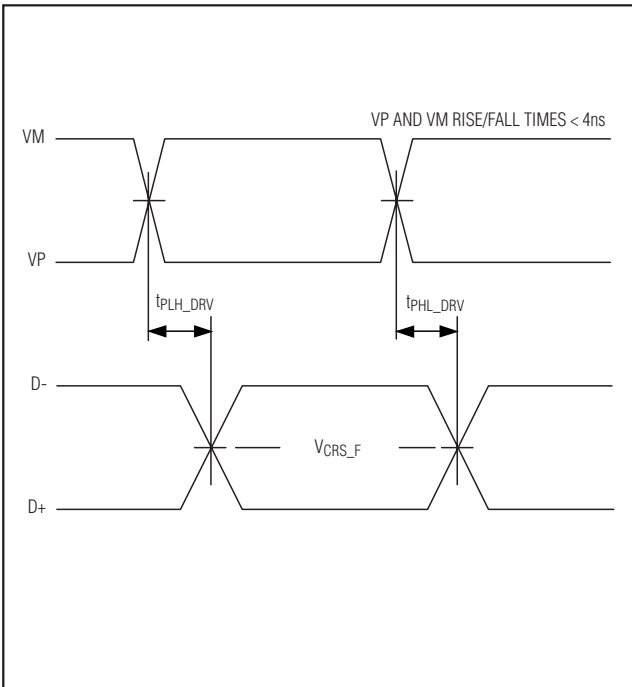 VP AND VM RISE/FALL TIMES < 4ns
VM
VP
tPLH_DRV
tPHL_DRV
D-
VCRS_F
D+